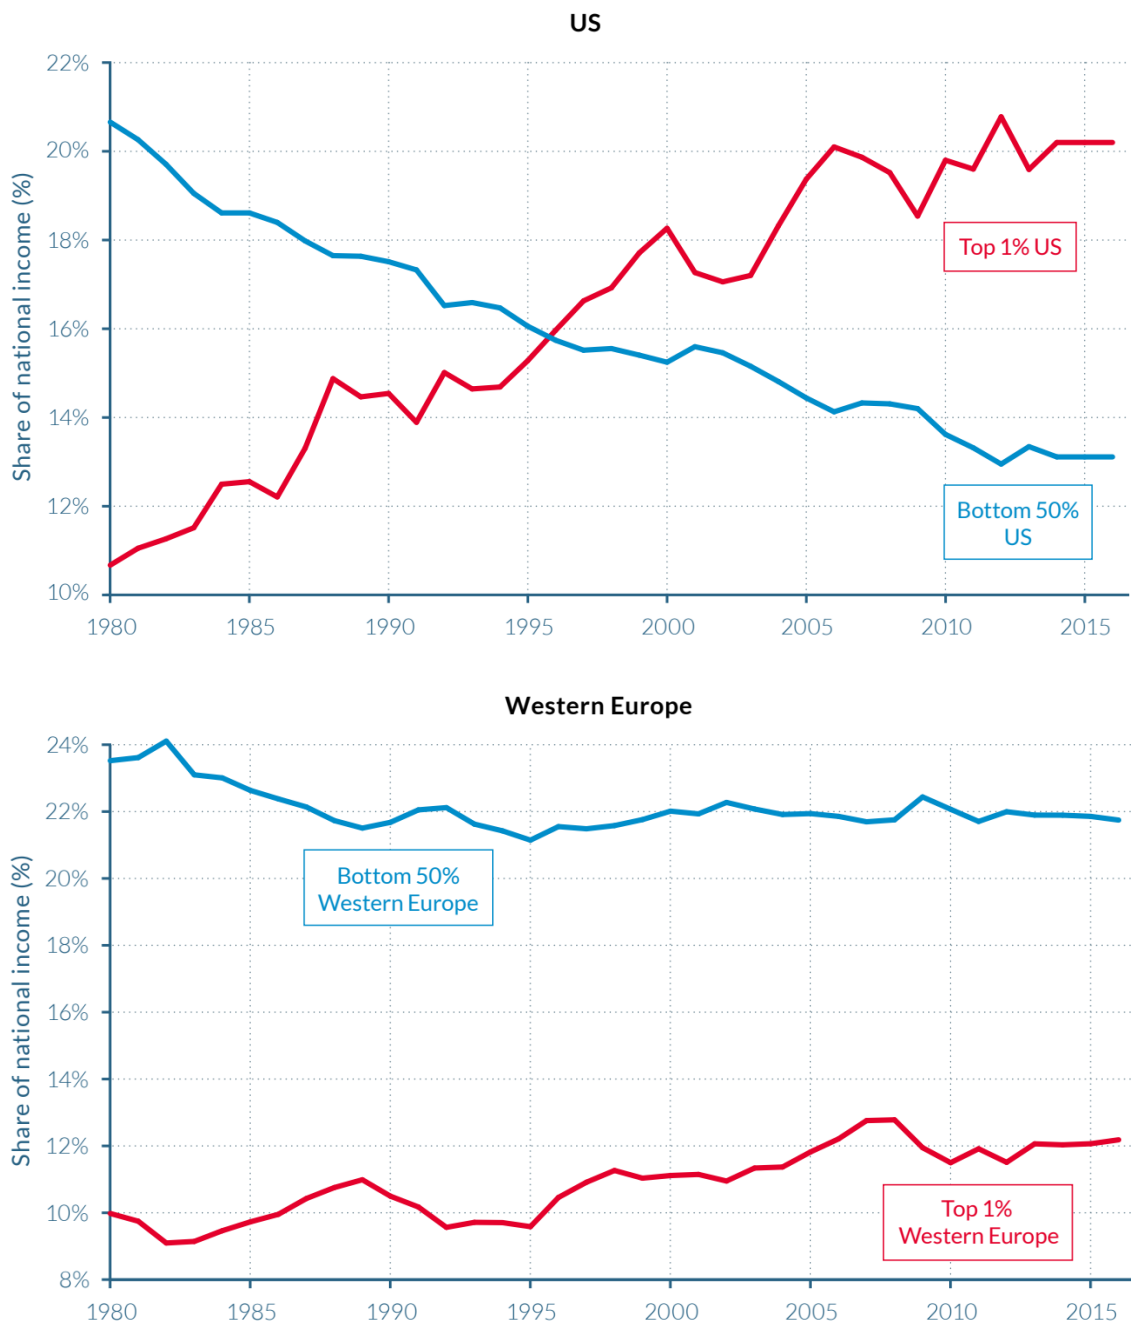 US
Share of national income (%)
22%
20%
18%
16%
14%
12%
10%
Top 1% US
Bottom 50%
US
1980 1985 1990 1995 2000 2005 2010 2015
Western Europe
Share of national income (%)
24%
22%
20%
18%
16%
14%
12%
10%
8%
Bottom 50%
Western Europe
Top 1%
Western Europe
1980 1985 1990 1995 2000 2005 2010 2015